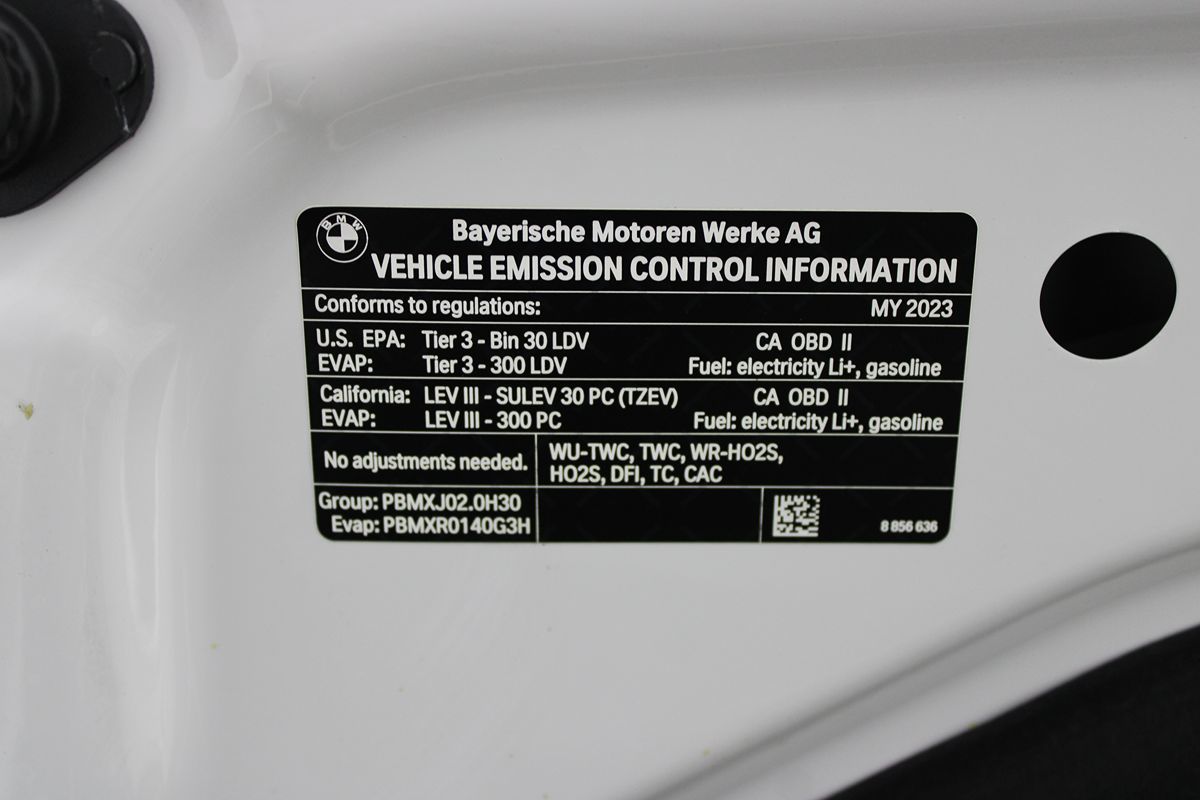 BMW
Bayerische Motoren Werke AG
VEHICLE EMISSION CONTROL INFORMATION
Conforms to regulations: MY 2023
U.S. EPA: Tier 3 - Bin 30 LDV CA OBD II
EVAP: Tier 3 - 300 LDV Fuel: electricity Li+, gasoline
California: LEV III - SULEV 30 PC (TZEV) CA OBD II
EVAP: LEV III - 300 PC Fuel: electricity Li+, gasoline
No adjustments needed.
WU-TWC, TWC, WR-HO2S,
HO2S, DFI, TC, CAC
Group: PBMXJ02.0H30
Evap: PBMXR0140G3H
8 856 636